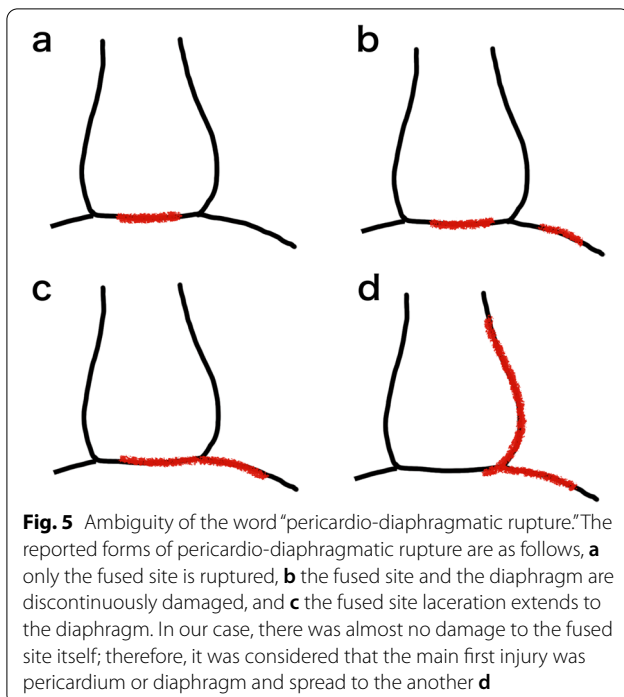 a
b
c
d
Fig. 5 Ambiguity of the word “pericardio-diaphragmatic rupture.” The
reported forms of pericardio-diaphragmatic rupture are as follows, a
only the fused site is ruptured, b the fused site and the diaphragm are
discontinuously damaged, and c the fused site laceration extends to
the diaphragm. In our case, there was almost no damage to the fused
site itself; therefore, it was considered that the main first injury was
pericardium or diaphragm and spread to the another d